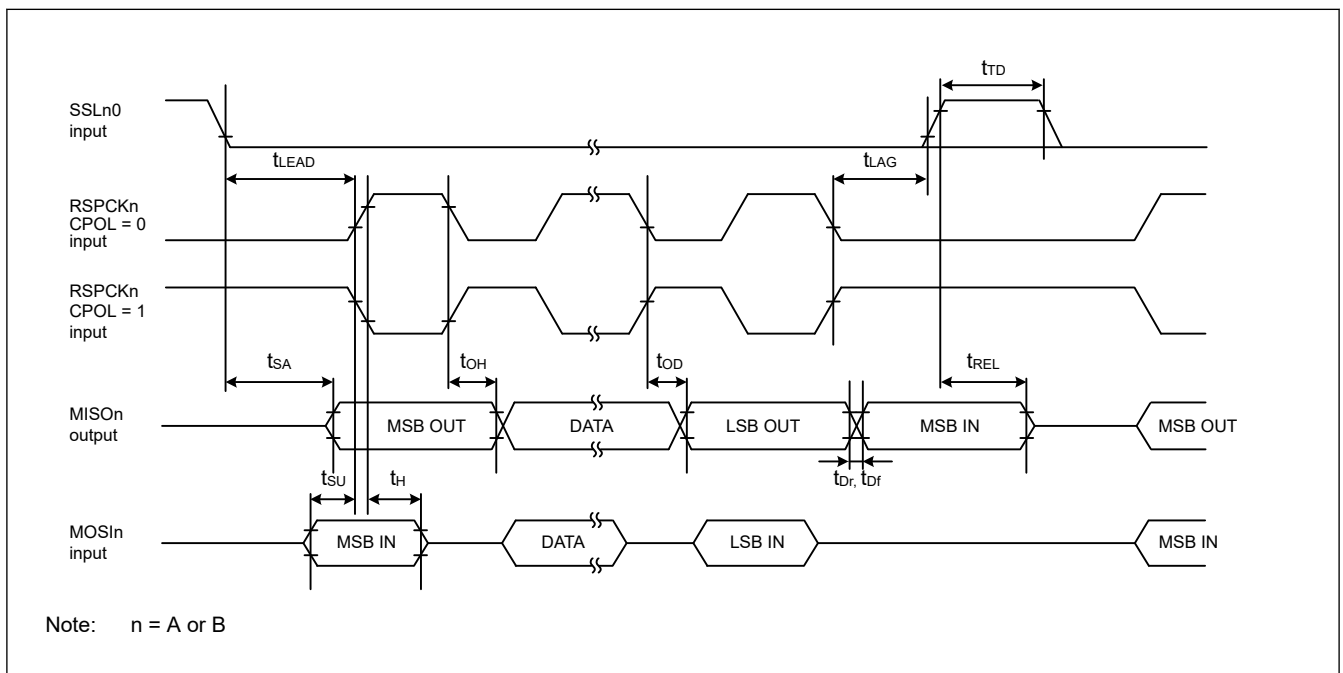 SSLn0
input
tTD
tLEAD
tLAG
RSPCKn
CPOL = 0
input
RSPCKn
CPOL = 1
input
tSA
tOH
tOD
tREL
MISOn
output
MSB OUT
DATA
LSB OUT
MSB IN
MSB OUT
tSU
tH
tDr, tDf
MOSIn
input
MSB IN
DATA
LSB IN
MSB IN
Note: n = A or B